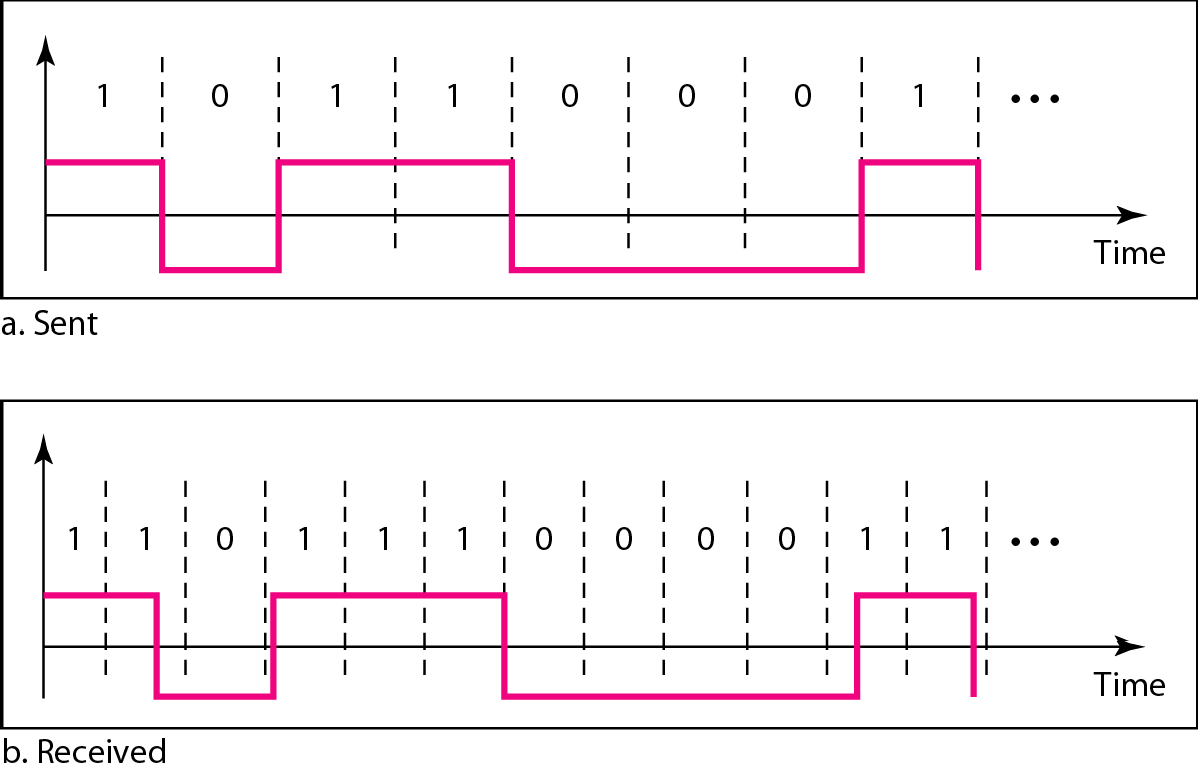 1 0 1 1 0 0 0 1 ...
Time
a. Sent
1 1 0 1 1 1 0 0 0 0 1 1 ...
Time
b. Received